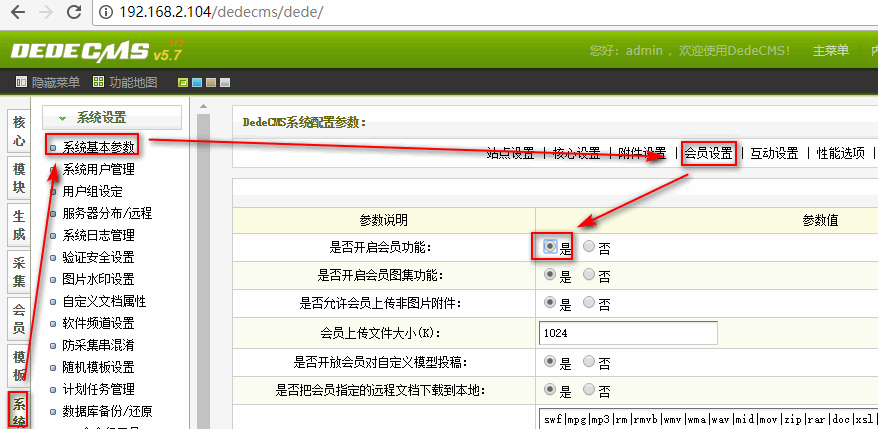 192.168.2.104/dedecms/dede/
DEDECMS v5.7 SP2
您好：admin ，欢迎使用DedeCMS！ 主菜单
隐藏菜单 功能地图
核心
模块
生成
采集
会员
模板
系统
系统设置
系统基本参数
系统用户管理
用户组设定
服务器分布/远程
系统日志管理
验证安全设置
图片水印设置
自定义文档属性
软件频道设置
防采集串混淆
随机模板设置
计划任务管理
数据库备份/还原
DedeCMS系统配置参数：
站点设置 | 核心设置 | 附件设置 | 会员设置 | 互动设置 | 性能选项 |
参数说明 参数值
是否开启会员功能： 是 否
是否开启会员图集功能： 是 否
是否允许会员上传非图片附件： 是 否
会员上传文件大小(K)： 1024
是否开放会员对自定义模型投稿： 是 否
是否把会员指定的远程文档下载到本地： 是 否
swf|mpg|mp3|rm|rmvb|wmv|wma|wav|mid|mov|zip|rar|doc|xsl|